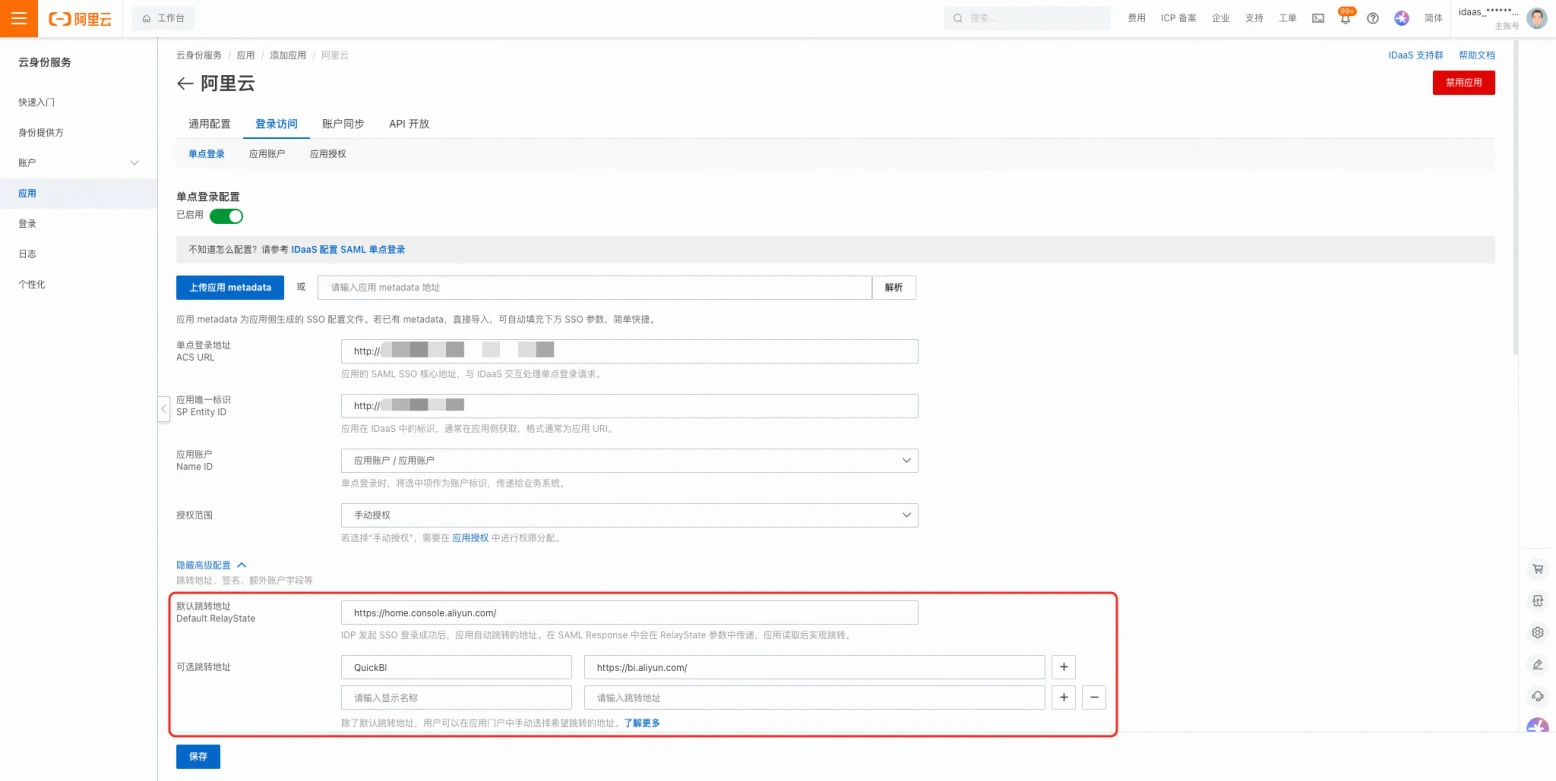 阿里云
工作台
搜索...
费用
ICP 备案
企业
支持
工单
99+
简体
idaas_******...
主账号
云身份服务
快速入门
身份提供方
账户
应用
登录
日志
个性化
云身份服务 / 应用 / 添加应用 / 阿里云
IDaaS 支持群
帮助文档
← 阿里云
禁用应用
通用配置 登录访问 账户同步 API 开放
单点登录 应用账户 应用授权
单点登录配置
已启用
不知道怎么配置？请参考 IDaaS 配置 SAML 单点登录
上传应用 metadata 或 请输入应用 metadata 地址 解析
应用 metadata 为应用侧生成的 SSO 配置文件。若已有 metadata，直接导入，可自动填充下方 SSO 参数，简单快捷。
单点登录地址
ACS URL
http://
应用的 SAML SSO 核心地址，与 IDaaS 交互处理单点登录请求。
应用唯一标识
SP Entity ID
http://
应用在 IDaaS 中的标识，通常在应用侧获取，格式通常为应用 URI。
应用账户
Name ID
应用账户 / 应用账户
单点登录时，将选中项作为账户标识，传递给业务系统。
授权范围
手动授权
若选择“手动授权”，需要在 应用授权 中进行权限分配。
隐藏高级配置
跳转地址、签名、额外账户字段等
默认跳转地址
Default RelayState
https://home.console.aliyun.com/
IDP 发起 SSO 登录成功后，应用自动跳转的地址。在 SAML Response 中会在 RelayState 参数中传递，应用读取后实现跳转。
可选跳转地址
QuickBI https://bi.aliyun.com/ +
请输入显示名称 请输入跳转地址 + −
除了默认跳转地址，用户可以在应用门户中手动选择希望跳转的地址。了解更多
保存